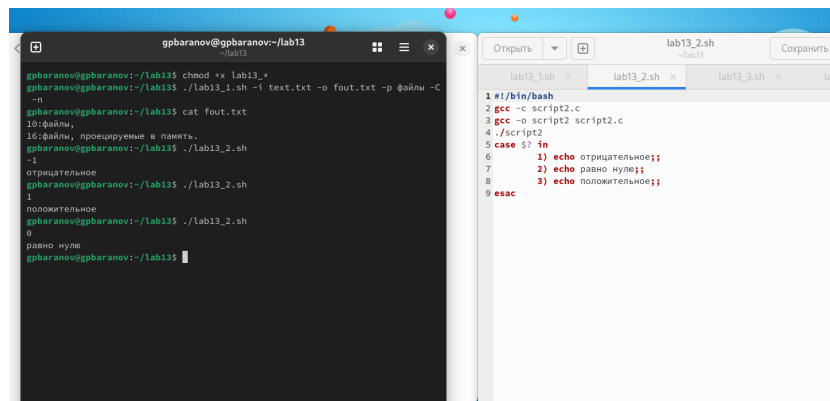 gpbaranov@gpbaranov:~/lab13
~/lab13
gpbaranov@gpbaranov:~/lab13$ chmod +x lab13_*
gpbaranov@gpbaranov:~/lab13$ ./lab13_1.sh -i text.txt -o fout.txt -p файлы -C
-n
gpbaranov@gpbaranov:~/lab13$ cat fout.txt
10:файлы,
16:файлы, проецируемые в память.
gpbaranov@gpbaranov:~/lab13$ ./lab13_2.sh
-1
отрицательное
gpbaranov@gpbaranov:~/lab13$ ./lab13_2.sh
1
положительное
gpbaranov@gpbaranov:~/lab13$ ./lab13_2.sh
0
равно нулю
gpbaranov@gpbaranov:~/lab13$
Открыть
lab13_2.sh
~/lab13
Сохранить
lab13_1.sh
lab13_2.sh
lab13_3.sh
1 #!/bin/bash
2 gcc -c script2.c
3 gcc -o script2 script2.c
4 ./script2
5 case $? in
6 1) echo отрицательное;;
7 2) echo равно нулю;;
8 3) echo положительное;;
9 esac